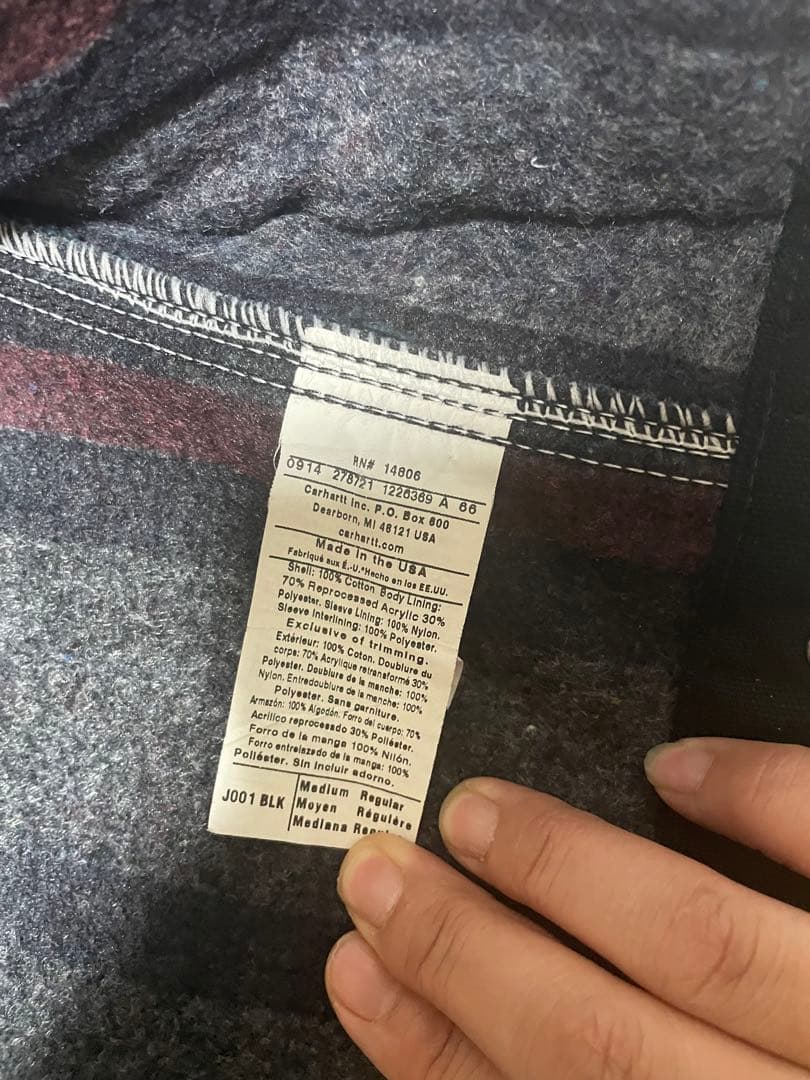 RN# 14806
0914 278721 1226369 A 66
Carhartt Inc. P.O. Box 600
Dearborn, MI 48121 USA
carhartt.com
Made in the USA
Fabriqué aux É.-U.*Hecho en los EE.UU.
Shell: 100% Cotton Body Lining:
70% Reprocessed Acrylic 30%
Polyester. Sleeve Lining: 100% Nylon.
Sleeve Interlining: 100% Polyester.
Exclusive of trimming.
Extérieur: 100% Coton. Doublure du
corps: 70% Acrylique retransformé 30%
Polyester. Doublure de la manche: 100%
Nylon. Entredoublure de la manche: 100%
Polyester. Sans garniture.
Armazón: 100% Algodón. Forro del cuerpo: 70%
Acrílico reprocesado 30% Poliéster.
Forro de la manga 100% Nilón.
Forro entrelazado de la manga: 100%
Poliéster. Sin incluir adorno.
J001 BLK
Medium Regular
Moyen Régulère
Mediana